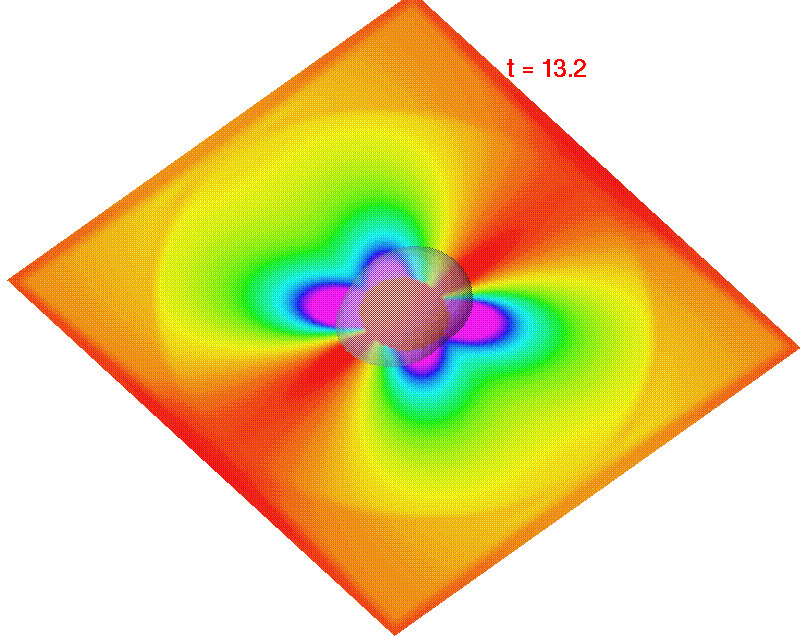 t = 13.2